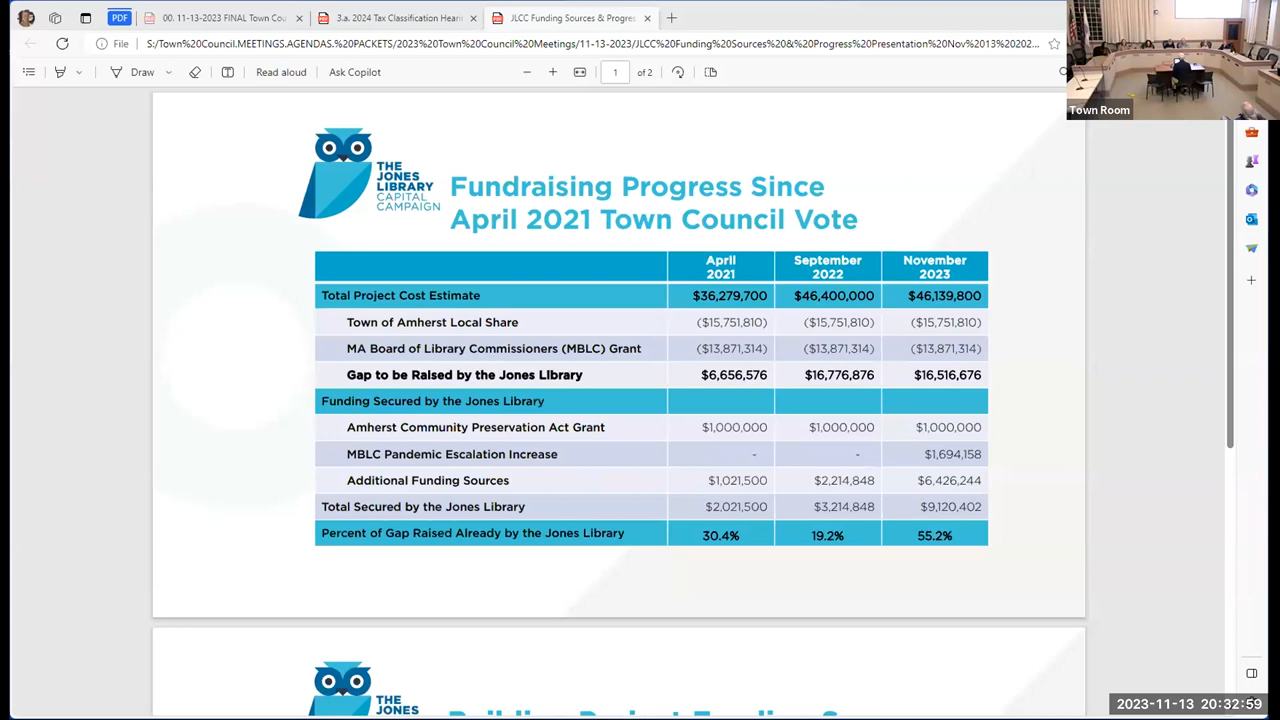 PDF
00. 11-13-2023 FINAL Town Cou
3.a. 2024 Tax Classification Hear
JLCC Funding Sources & Progres
File
S:/Town%20Council.MEETINGS.AGENDAS.%20PACKETS/2023%20Town%20Council%20Meetings/11-13-2023/JLCC%20Funding%20Sources%20&%20Progress%20Presentation%20Nov%2013%20202...
Draw
Read aloud
Ask Copilot
1 of 2
Town Room
THE
JONES
LIBRARY
CAPITAL
CAMPAIGN
Fundraising Progress Since
April 2021 Town Council Vote
April 2021 September 2022 November 2023
Total Project Cost Estimate $36,279,700 $46,400,000 $46,139,800
Town of Amherst Local Share ($15,751,810) ($15,751,810) ($15,751,810)
MA Board of Library Commissioners (MBLC) Grant ($13,871,314) ($13,871,314) ($13,871,314)
Gap to be Raised by the Jones Library $6,656,576 $16,776,876 $16,516,676
Funding Secured by the Jones Library
Amherst Community Preservation Act Grant $1,000,000 $1,000,000 $1,000,000
MBLC Pandemic Escalation Increase - - $1,694,158
Additional Funding Sources $1,021,500 $2,214,848 $6,426,244
Total Secured by the Jones Library $2,021,500 $3,214,848 $9,120,402
Percent of Gap Raised Already by the Jones Library 30.4% 19.2% 55.2%
THE
JONES
2023-11-13 20:32:59